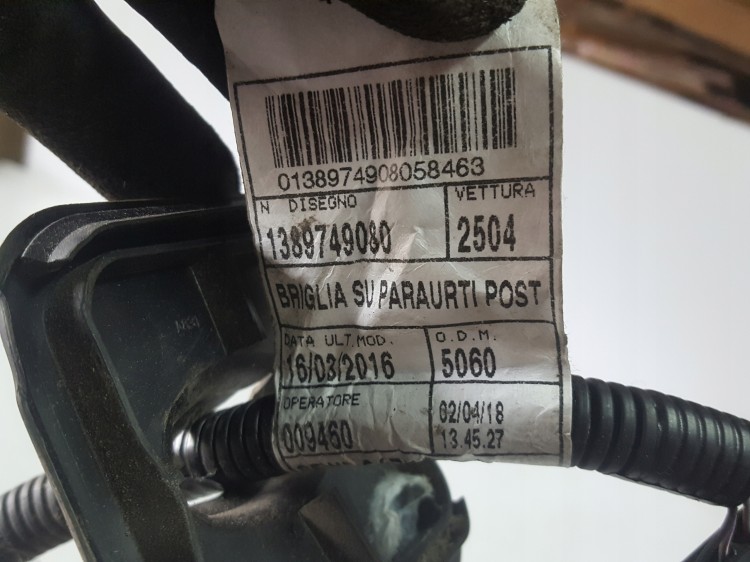 0138974908058463
N DISEGNO VETTURA
1389749080 2504
BRIGLIA SU PARAURTI POST
DATA ULT.MOD. O.D.M.
16/03/2016 5060
OPERATORE 02/04/18
009460 13.45.27